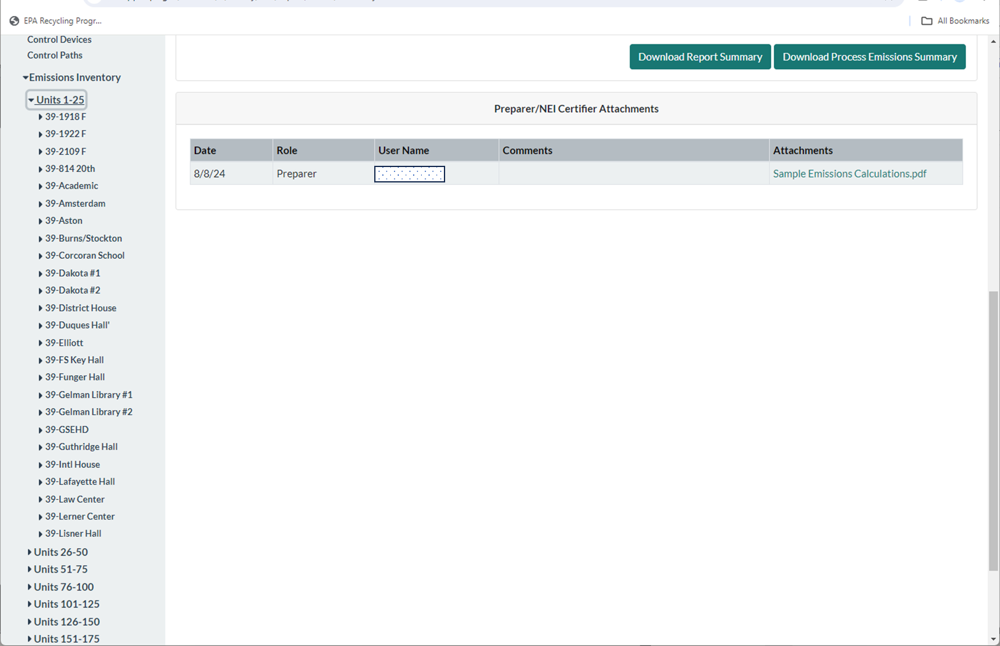 EPA Recycling Progr...
All Bookmarks
Control Devices
Control Paths
Emissions Inventory
Units 1-25
39-1918 F
39-1922 F
39-2109 F
39-814 20th
39-Academic
39-Amsterdam
39-Aston
39-Burns/Stockton
39-Corcoran School
39-Dakota #1
39-Dakota #2
39-District House
39-Duques Hall'
39-Elliott
39-FS Key Hall
39-Funger Hall
39-Gelman Library #1
39-Gelman Library #2
39-GSEHD
39-Guthridge Hall
39-Intl House
39-Lafayette Hall
39-Law Center
39-Lerner Center
39-Lisner Hall
Units 26-50
Units 51-75
Units 76-100
Units 101-125
Units 126-150
Units 151-175
Download Report Summary
Download Process Emissions Summary
Preparer/NEI Certifier Attachments
Date Role User Name Comments Attachments
8/8/24 Preparer Sample Emissions Calculations.pdf